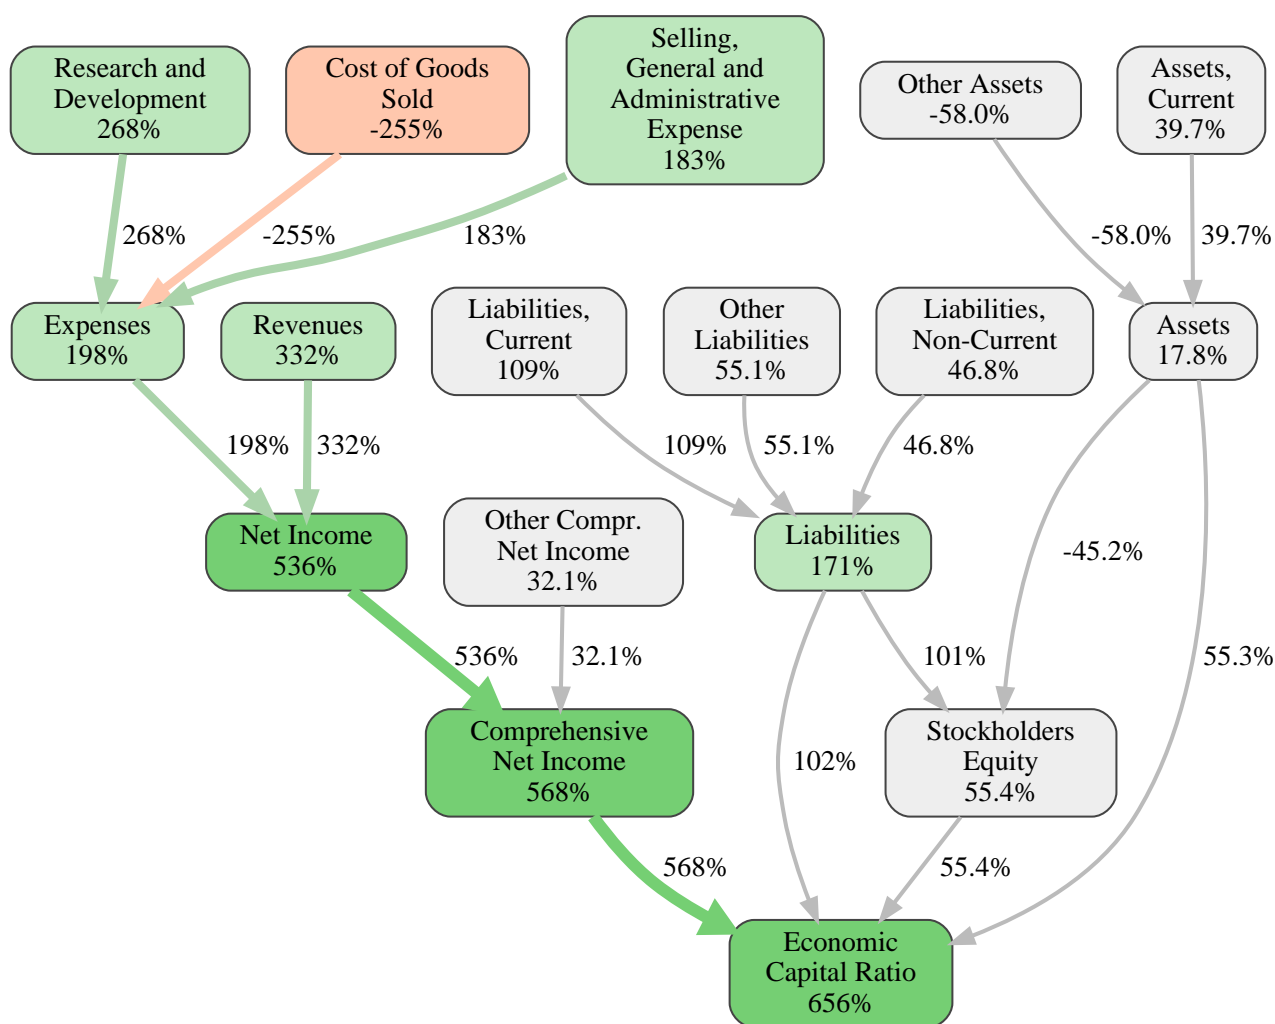 Research and
Development
268%
Cost of Goods
Sold
-255%
Selling,
General and
Administrative
Expense
183%
Other Assets
-58.0%
Assets,
Current
39.7%
268%
-255%
183%
-58.0%
39.7%
Expenses
198%
Revenues
332%
Liabilities,
Current
109%
Other
Liabilities
55.1%
Liabilities,
Non-Current
46.8%
Assets
17.8%
198%
332%
109%
55.1%
46.8%
Net Income
536%
Other Compr.
Net Income
32.1%
Liabilities
171%
-45.2%
536%
32.1%
101%
55.3%
Comprehensive
Net Income
568%
102%
Stockholders
Equity
55.4%
568%
55.4%
Economic
Capital Ratio
656%